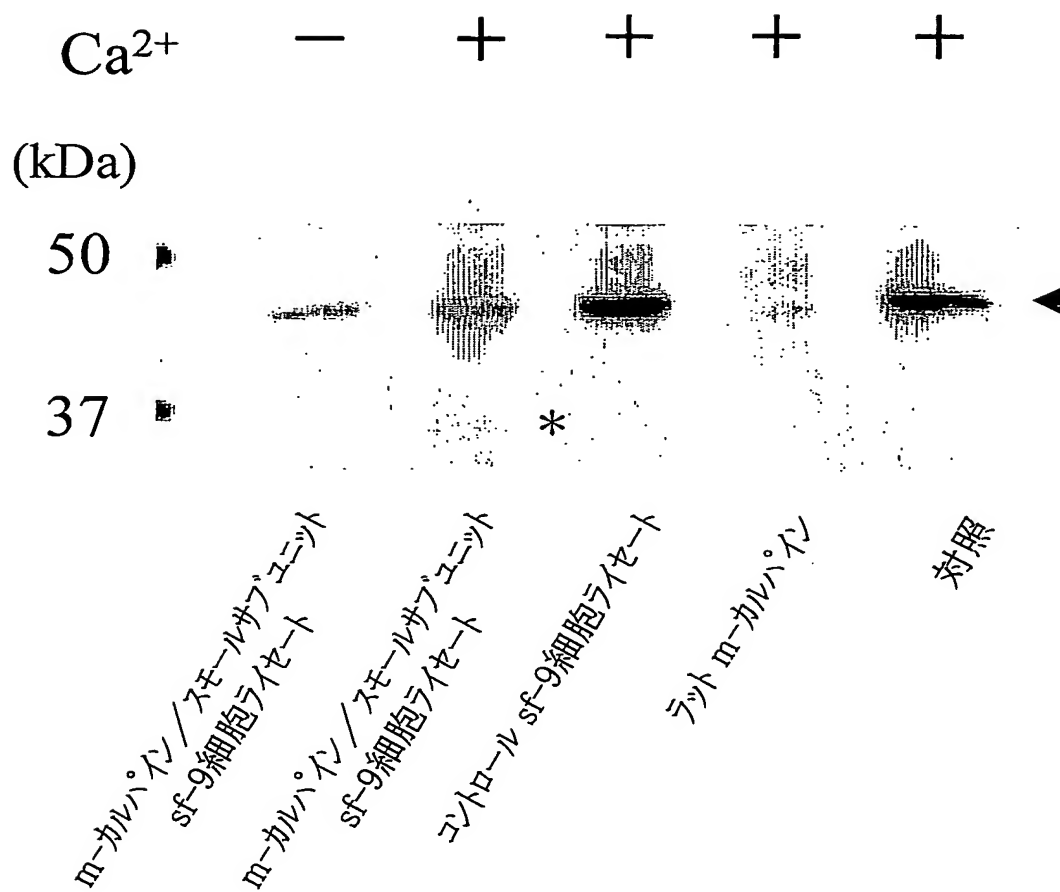 Ca²⁺ − + + + +
(kDa)
50
37 *
m-カルパイン/スモールサブユニット
sf-9細胞ライセート
m-カルパイン/スモールサブユニット
sf-9細胞ライセート
コントロール sf-9細胞ライセート
ラット m-カルパイン
対照